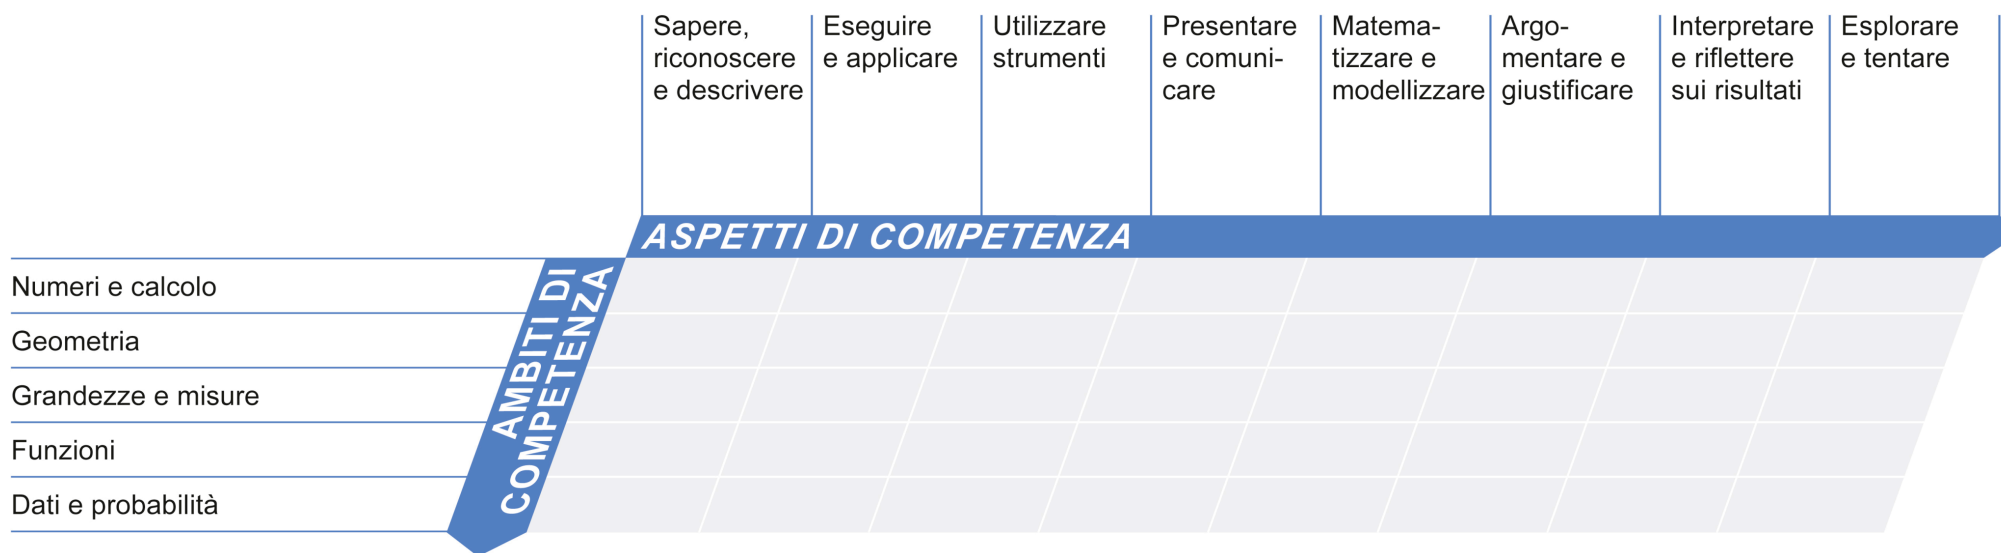 Sapere,
riconoscere
e descrivere
Eseguire
e applicare
Utilizzare
strumenti
Presentare
e comuni-
care
Matema-
tizzare e
modellizzare
Argo-
mentare e
giustificare
Interpretare
e riflettere
sui risultati
Esplorare
e tentare
ASPETTI DI COMPETENZA
AMBITI DI
COMPETENZA
Numeri e calcolo
Geometria
Grandezze e misure
Funzioni
Dati e probabilità